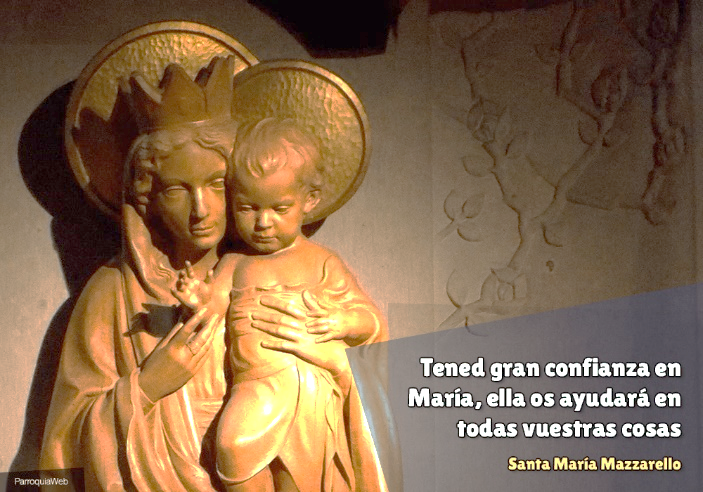 Tened gran confianza en
María, ella os ayudará en
todas vuestras cosas
Santa María Mazzarello
ParroquiaWeb